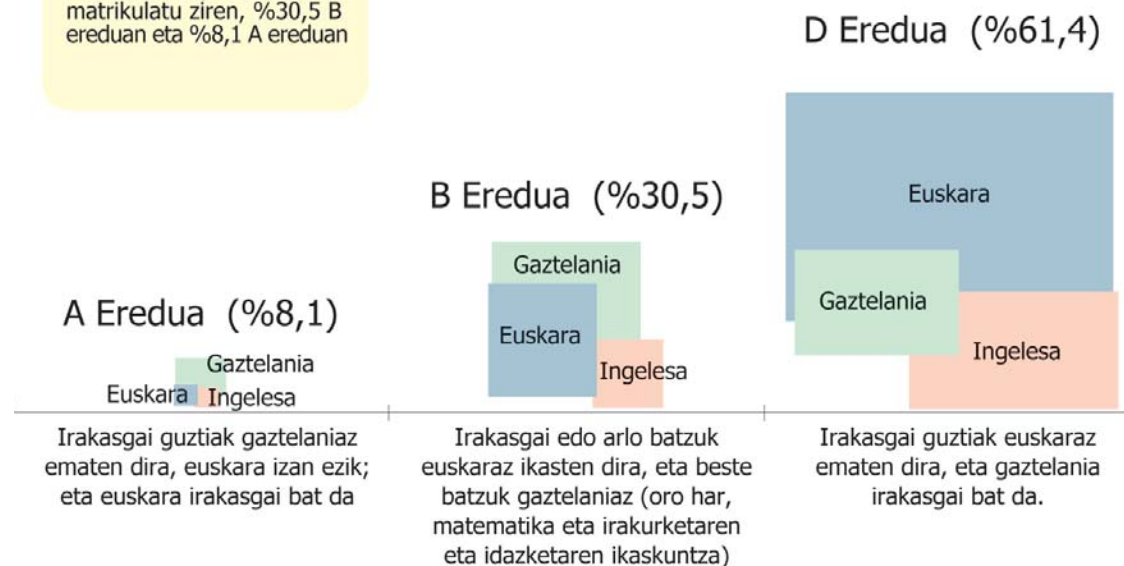 matrikulatu ziren, %30,5 B
ereduan eta %8,1 A ereduan
D Eredua (%61,4)
Euskara
Gaztelania
Ingelesa
B Eredua (%30,5)
Gaztelania
Euskara
Ingelesa
A Eredua (%8,1)
Gaztelania
Euskara
Ingelesa
Irakasgai guztiak gaztelaniaz
ematen dira, euskara izan ezik;
eta euskara irakasgai bat da
Irakasgai edo arlo batzuk
euskaraz ikasten dira, eta beste
batzuk gaztelaniaz (oro har,
matematika eta irakurketaren
eta idazketaren ikaskuntza)
Irakasgai guztiak euskaraz
ematen dira, eta gaztelania
irakasgai bat da.